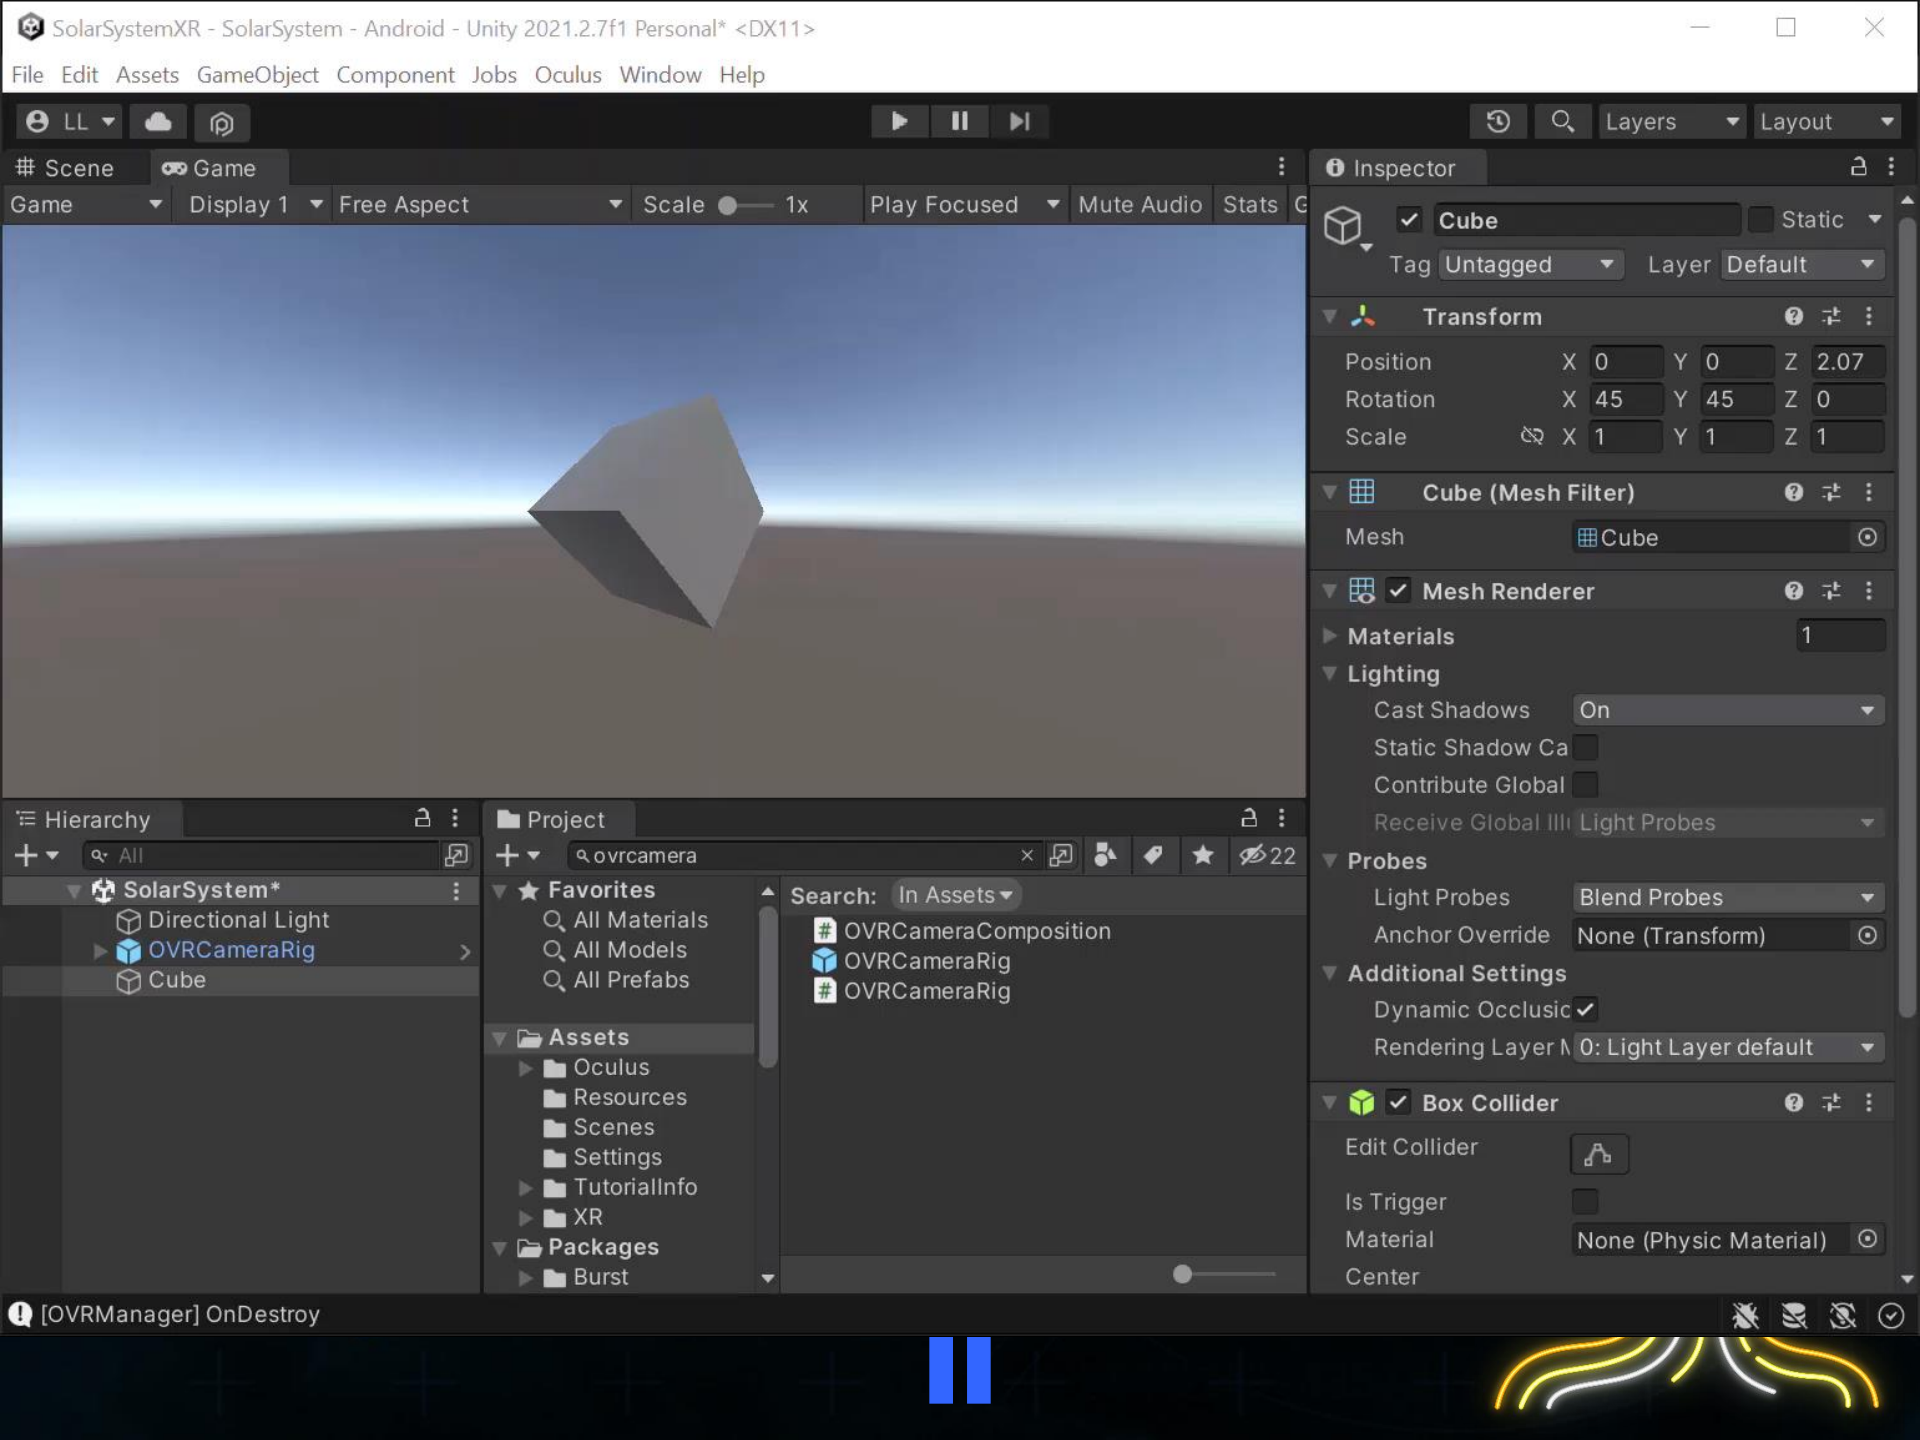 SolarSystemXR - SolarSystem - Android - Unity 2021.2.7f1 Personal* <DX11>
File Edit Assets GameObject Component Jobs Oculus Window Help
LL Layers Layout
Scene Game
Game Display 1 Free Aspect Scale 1x Play Focused Mute Audio Stats G
Inspector
Cube Static
Tag Untagged Layer Default
Transform
Position X 0 Y 0 Z 2.07
Rotation X 45 Y 45 Z 0
Scale X 1 Y 1 Z 1
Cube (Mesh Filter)
Mesh Cube
Mesh Renderer
Materials 1
Lighting
Cast Shadows On
Static Shadow Ca
Contribute Global
Receive Global Illu Light Probes
Probes
Light Probes Blend Probes
Anchor Override None (Transform)
Additional Settings
Dynamic Occlusic
Rendering Layer M 0: Light Layer default
Box Collider
Edit Collider
Is Trigger
Material None (Physic Material)
Center
Hierarchy
All
SolarSystem*
Directional Light
OVRCameraRig
Cube
Project
ovrcamera 22
Favorites
All Materials
All Models
All Prefabs
Assets
Oculus
Resources
Scenes
Settings
TutorialInfo
XR
Packages
Burst
Search: In Assets
OVRCameraComposition
OVRCameraRig
OVRCameraRig
[OVRManager] OnDestroy